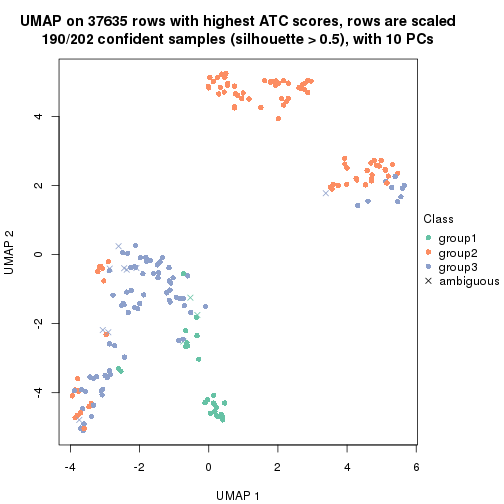 UMAP on 37635 rows with highest ATC scores, rows are scaled
190/202 confident samples (silhouette > 0.5), with 10 PCs
UMAP 2
4
2
0
-2
-4
-4
-2
0
2
4
6
UMAP 1
Class
group1
group2
group3
ambiguous